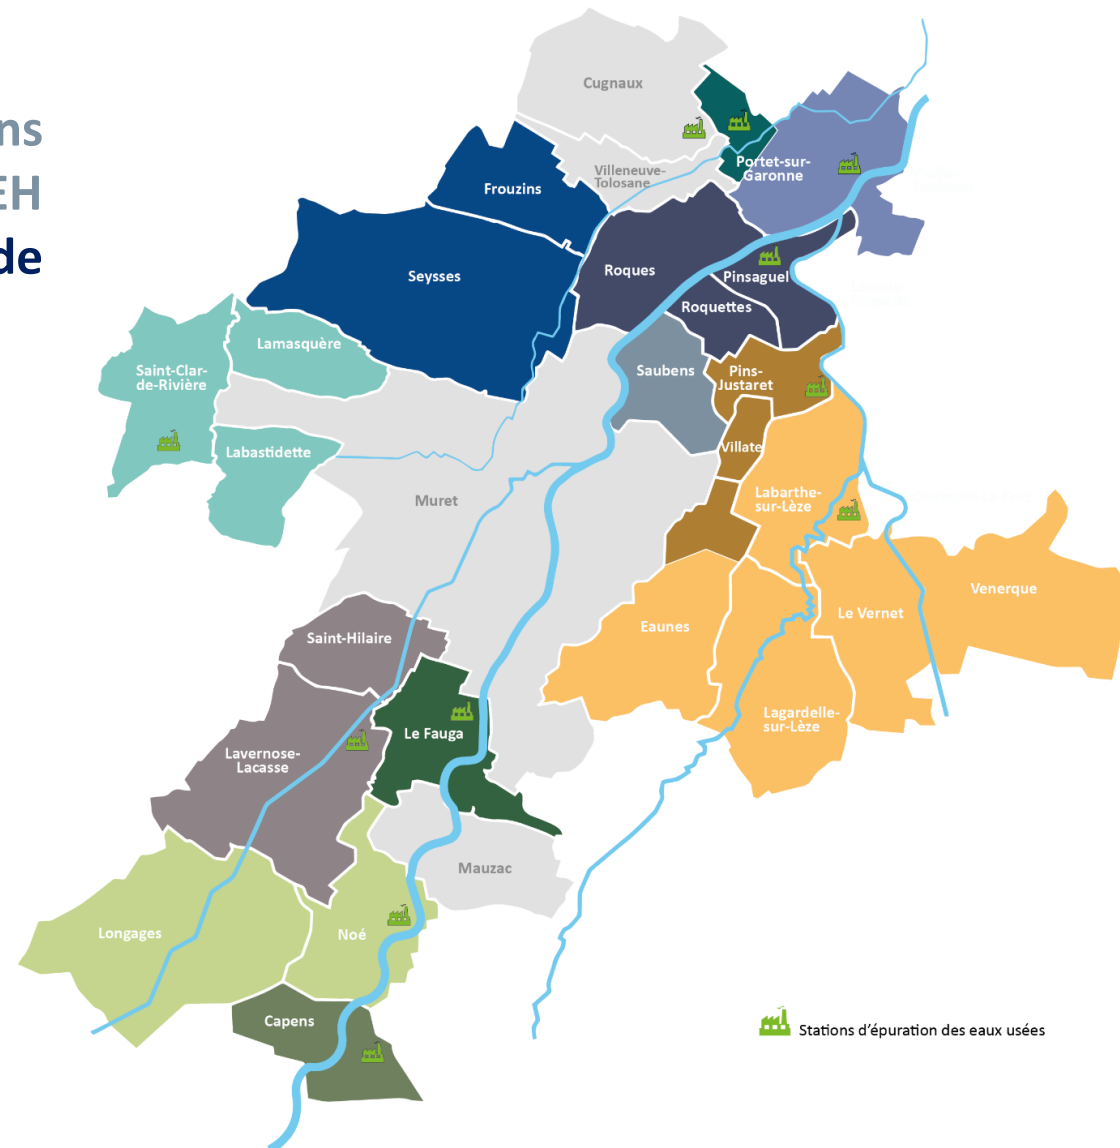 ns
EH
de
Cugnaux
Villeneuve-
Tolosane
Portet-sur-
Garonne
Frouzins
Seysses
Roques
Pinsaguel
Roquettes
Lamasquère
Saint-Clar-
de-Rivière
Saubens
Pins-
Justaret
Labastidette
Villate
Muret
Labarthe-
sur-Lèze
Venerque
Le Vernet
Eaunes
Saint-Hilaire
Lagardelle-
sur-Lèze
Le Fauga
Lavernose-
Lacasse
Mauzac
Longages
Noé
Capens
Stations d'épuration des eaux usées